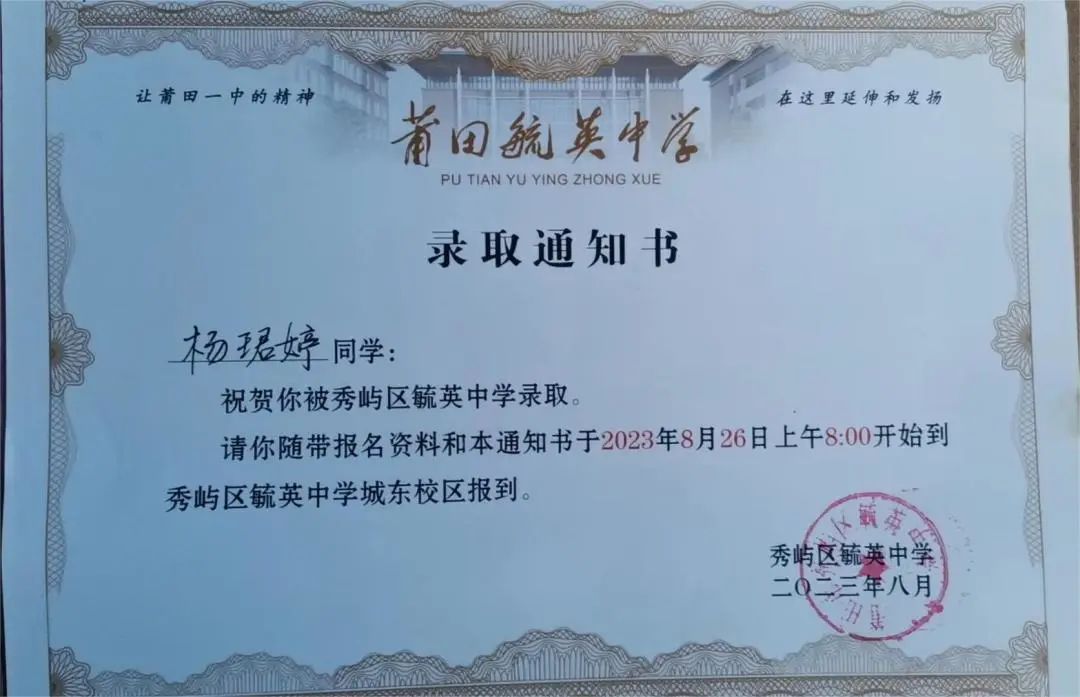 让莆田一中的精神
在这里延伸和发扬
莆田毓英中学
PU TIAN YU YING ZHONG XUE
录取通知书
杨珺婷同学：
祝贺你被秀屿区毓英中学录取。
请你随带报名资料和本通知书于2023年8月26日上午8:00开始到
秀屿区毓英中学城东校区报到。
秀屿区毓英中学
二〇二三年八月